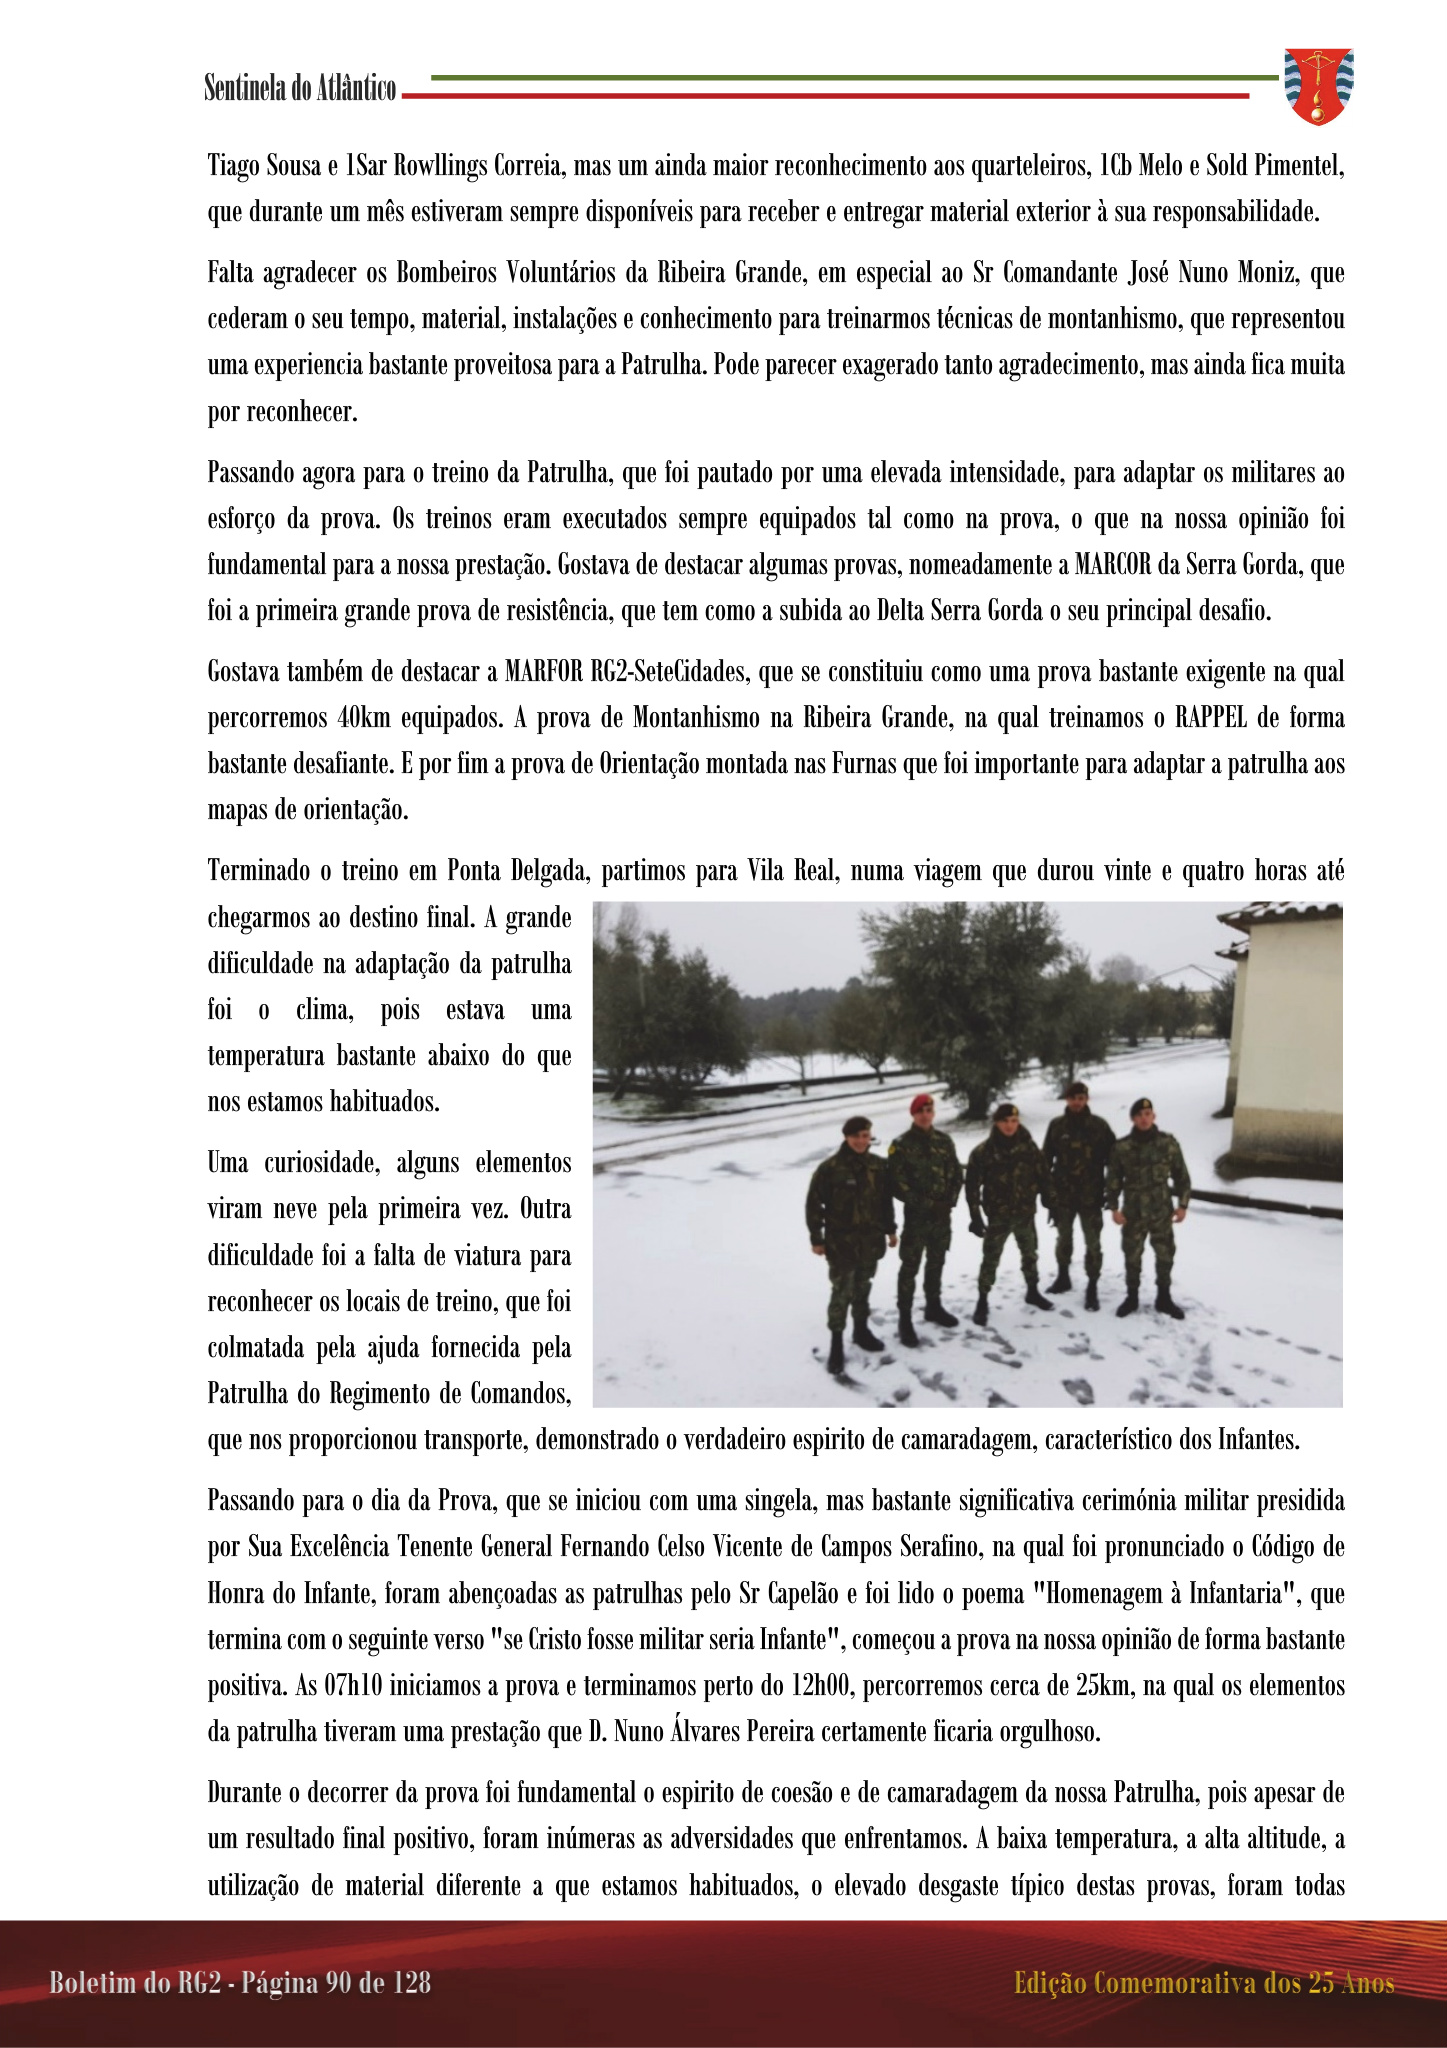 Sentinela do Atlântico
Tiago Sousa e 1Sar Rowllings Correia, mas um ainda maior reconhecimento aos quarteleiros, 1Cb Melo e Sold Pimentel,
que durante um mês estiveram sempre disponíveis para receber e entregar material exterior à sua responsabilidade.
Falta agradecer os Bombeiros Voluntários da Ribeira Grande, em especial ao Sr Comandante José Nuno Moniz, que
cederam o seu tempo, material, instalações e conhecimento para treinarmos técnicas de montanhismo, que representou
uma experiencia bastante proveitosa para a Patrulha. Pode parecer exagerado tanto agradecimento, mas ainda fica muita
por reconhecer.
Passando agora para o treino da Patrulha, que foi pautado por uma elevada intensidade, para adaptar os militares ao
esforço da prova. Os treinos eram executados sempre equipados tal como na prova, o que na nossa opinião foi
fundamental para a nossa prestação. Gostava de destacar algumas provas, nomeadamente a MARCOR da Serra Gorda, que
foi a primeira grande prova de resistência, que tem como a subida ao Delta Serra Gorda o seu principal desafio.
Gostava também de destacar a MARFOR RG2-SeteCidades, que se constituiu como uma prova bastante exigente na qual
percorremos 40km equipados. A prova de Montanhismo na Ribeira Grande, na qual treinamos o RAPPEL de forma
bastante desafiante. E por fim a prova de Orientação montada nas Furnas que foi importante para adaptar a patrulha aos
mapas de orientação.
Terminado o treino em Ponta Delgada, partimos para Vila Real, numa viagem que durou vinte e quatro horas até
chegarmos ao destino final. A grande
dificuldade na adaptação da patrulha
foi o clima, pois estava uma
temperatura bastante abaixo do que
nos estamos habituados.
Uma curiosidade, alguns elementos
viram neve pela primeira vez. Outra
dificuldade foi a falta de viatura para
reconhecer os locais de treino, que foi
colmatada pela ajuda fornecida pela
Patrulha do Regimento de Comandos,
que nos proporcionou transporte, demonstrado o verdadeiro espirito de camaradagem, característico dos Infantes.
Passando para o dia da Prova, que se iniciou com uma singela, mas bastante significativa cerimónia militar presidida
por Sua Excelência Tenente General Fernando Celso Vicente de Campos Serafino, na qual foi pronunciado o Código de
Honra do Infante, foram abençoadas as patrulhas pelo Sr Capelão e foi lido o poema "Homenagem à Infantaria", que
termina com o seguinte verso "se Cristo fosse militar seria Infante", começou a prova na nossa opinião de forma bastante
positiva. As 07h10 iniciamos a prova e terminamos perto do 12h00, percorremos cerca de 25km, na qual os elementos
da patrulha tiveram uma prestação que D. Nuno Álvares Pereira certamente ficaria orgulhoso.
Durante o decorrer da prova foi fundamental o espirito de coesão e de camaradagem da nossa Patrulha, pois apesar de
um resultado final positivo, foram inúmeras as adversidades que enfrentamos. A baixa temperatura, a alta altitude, a
utilização de material diferente a que estamos habituados, o elevado desgaste típico destas provas, foram todas
Boletim do RG2 - Página 90 de 128
Edição Comemorativa dos 25 Anos